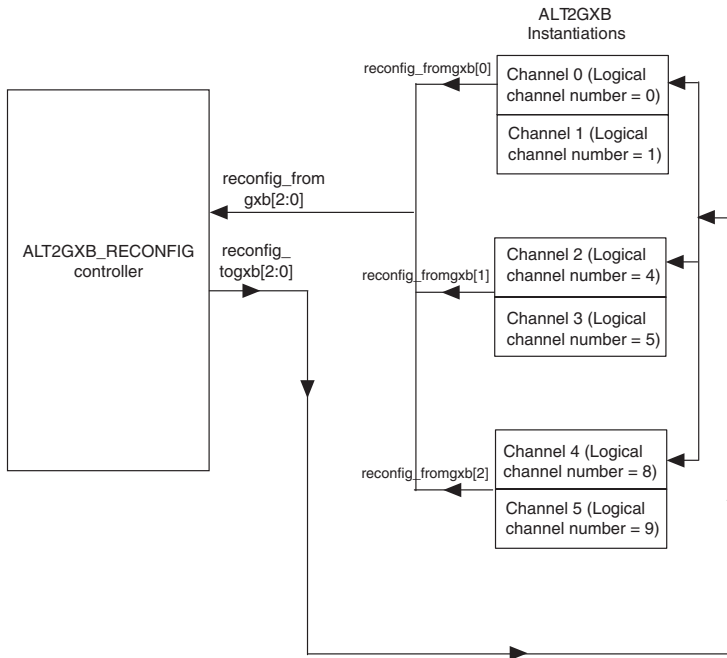 ALT2GXB
Instantiations
reconfig_fromgxb[0]
Channel 0 (Logical
channel number = 0)
Channel 1 (Logical
channel number = 1)
reconfig_from
gxb[2:0]
ALT2GXB_RECONFIG
controller
reconfig_
togxb[2:0]
reconfig_fromgxb[1]
Channel 2 (Logical
channel number = 4)
Channel 3 (Logical
channel number = 5)
reconfig_fromgxb[2]
Channel 4 (Logical
channel number = 8)
Channel 5 (Logical
channel number = 9)